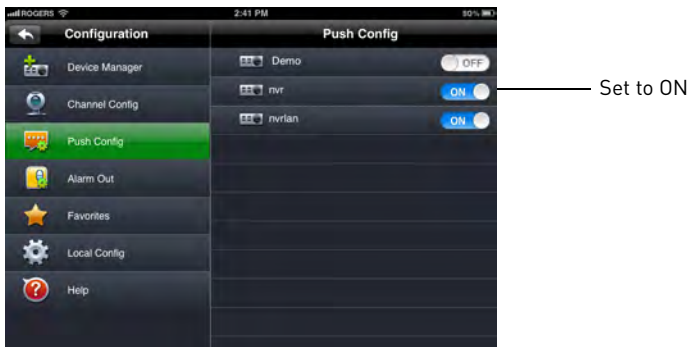 ROGERS 2:41 PM 80%
Configuration Push Config
Device Manager
Demo OFF
nvr ON Set to ON
Channel Config
nvrlan ON
Push Config
Alarm Out
Favorites
Local Config
Help